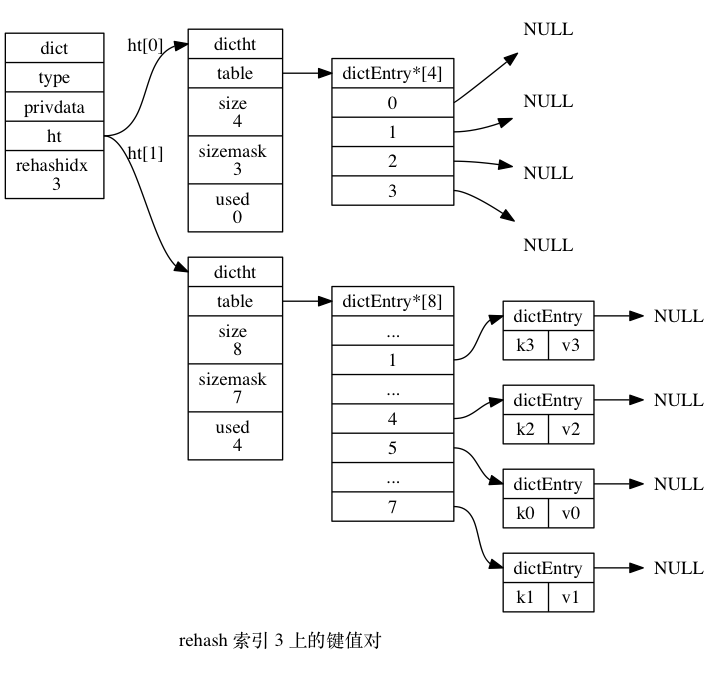 dict
type
privdata
ht
rehashidx
3
ht[0]
ht[1]
dictht
table
size
4
sizemask
3
used
0
dictEntry*[4]
0
1
2
3
NULL
NULL
NULL
NULL
dictht
table
size
8
sizemask
7
used
4
dictEntry*[8]
...
1
...
4
5
...
7
dictEntry
k3 v3
NULL
dictEntry
k2 v2
NULL
dictEntry
k0 v0
NULL
dictEntry
k1 v1
NULL
rehash 索引 3 上的键值对